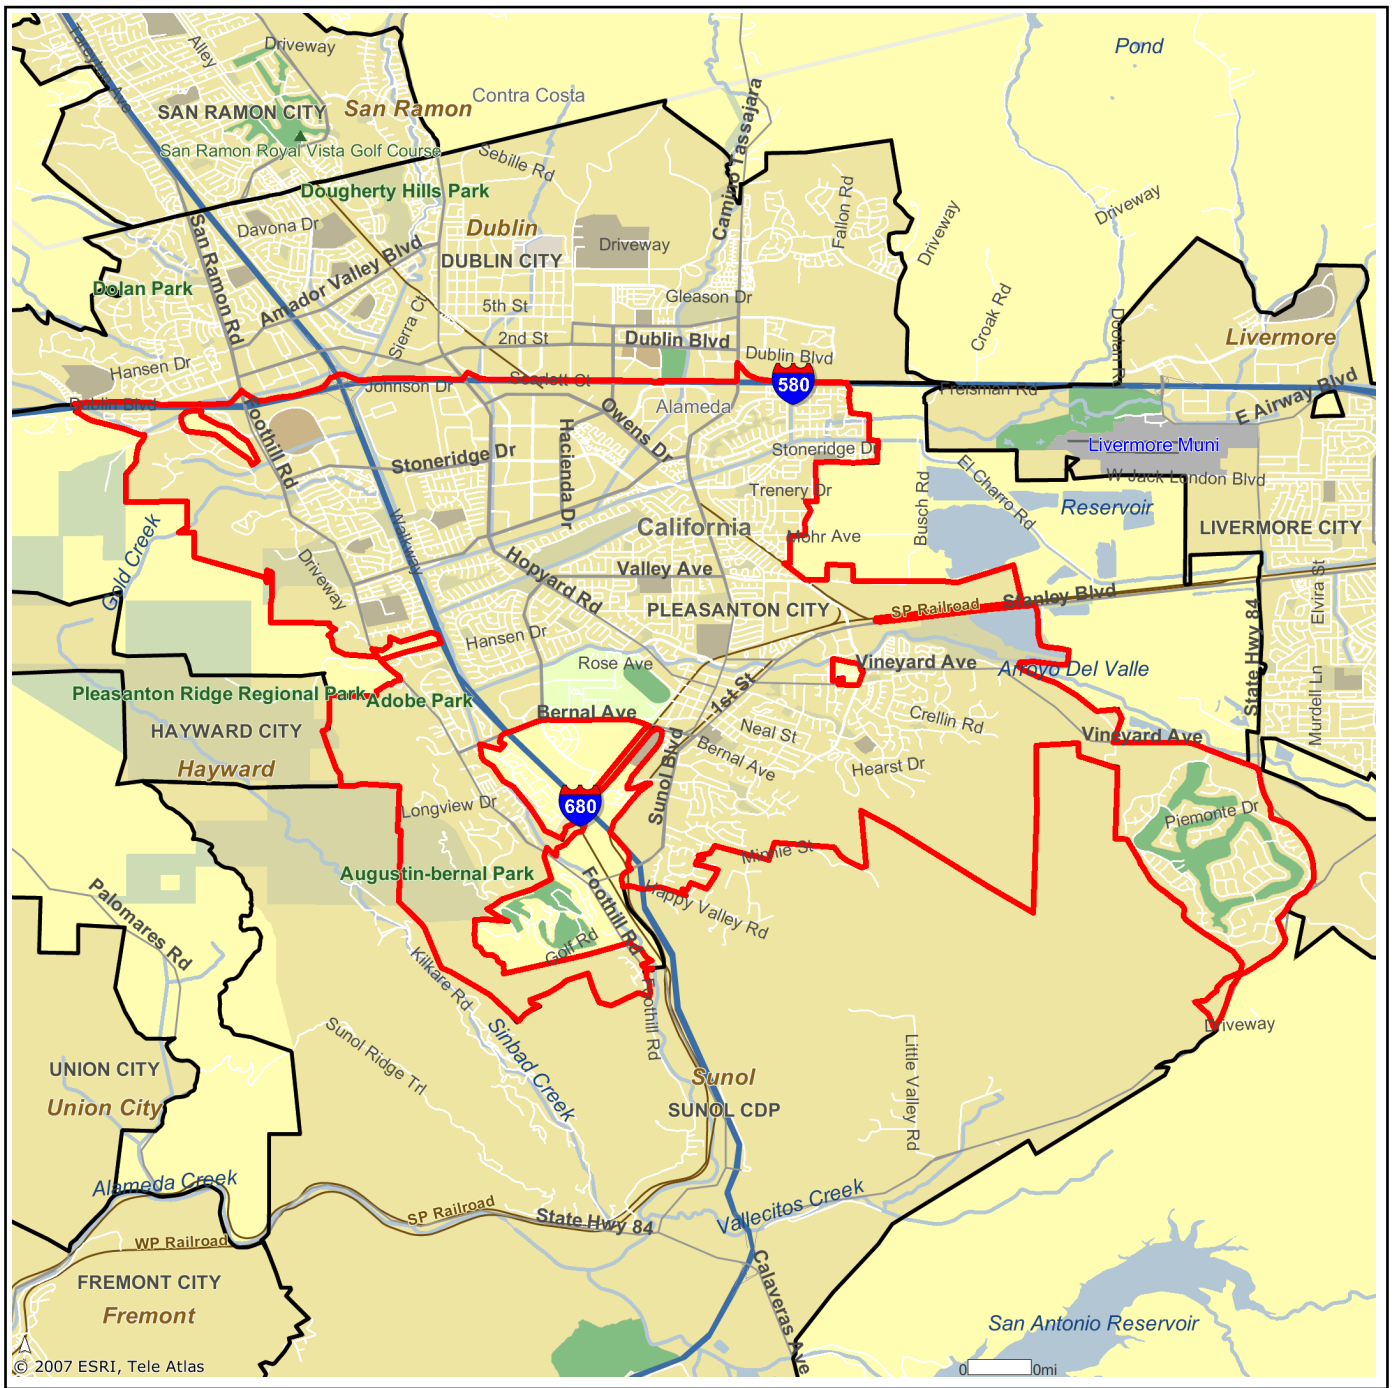 Tareyton Ave
Alley
Driveway
Pond
SAN RAMON CITY
San Ramon
Contra Costa
Camino Tassajara
San Ramon Royal Vista Golf Course
Sebille Rd
Dougherty Hills Park
Fallon Rd
Driveway
Driveway
San Ramon Rd
Davona Dr
Dublin
DUBLIN CITY
Driveway
Amador Valley Blvd
Dolan Park
Sierra Ct
5th St
Gleason Dr
Croak Rd
Doolan Rd
Livermore
2nd St
Dublin Blvd
Dublin Blvd
Hansen Dr
Johnson Dr
Scarlett Ct
580
Freisman Rd
E Airway Blvd
Dublin Blvd
Foothill Rd
Owens Dr
Alameda
Hacienda Dr
Stoneridge Dr
Stoneridge Dr
Livermore Muni
El Charro Rd
W Jack London Blvd
Trenery Dr
Busch Rd
Reservoir
California
LIVERMORE CITY
Gold Creek
Walkway
Mohr Ave
Driveway
Hopyard Rd
Valley Ave
PLEASANTON CITY
SP Railroad
Stanley Blvd
Elvira St
State Hwy 84
Hansen Dr
Rose Ave
Vineyard Ave
Arroyo Del Valle
Pleasanton Ridge Regional Park
Adobe Park
1st St
Murdell Ln
HAYWARD CITY
Bernal Ave
Neal St
Crellin Rd
Vineyard Ave
Hayward
Bernal Ave
Hearst Dr
Sunol Blvd
Longview Dr
680
Piemonte Dr
Minnie St
Augustin-bernal Park
Palomares Rd
Foothill Rd
Happy Valley Rd
Golf Rd
Kilkare Rd
Foothill Rd
Driveway
Sunol Ridge Trl
Sinbad Creek
Little Valley Rd
UNION CITY
Union City
Sunol
SUNOL CDP
Alameda Creek
SP Railroad
State Hwy 84
Vallecitos Creek
WP Railroad
Calaveras Ave
FREMONT CITY
Fremont
San Antonio Reservoir
© 2007 ESRI, Tele Atlas
0
0mi